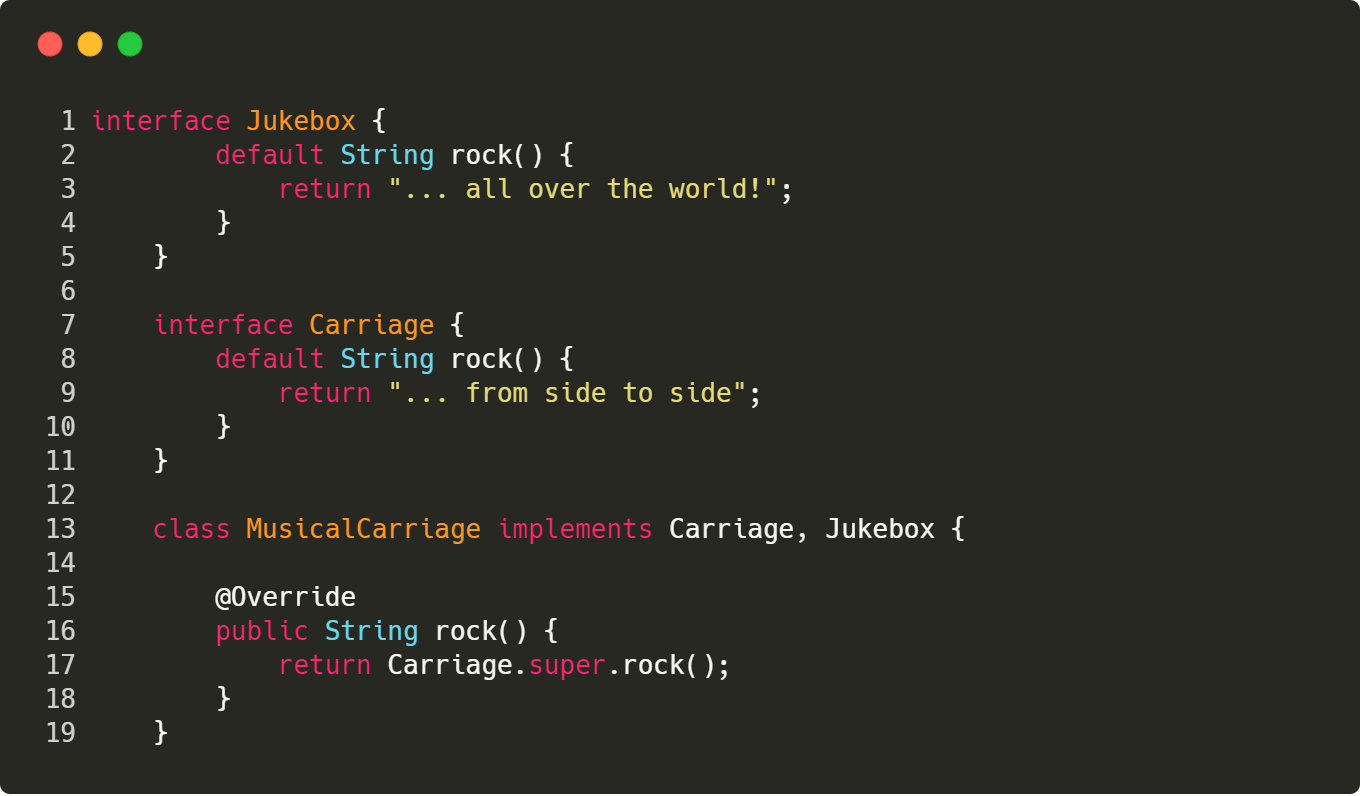 1 interface Jukebox {
2         default String rock() {
3             return "... all over the world!";
4         }
5     }
6
7     interface Carriage {
8         default String rock() {
9             return "... from side to side";
10         }
11     }
12
13     class MusicalCarriage implements Carriage, Jukebox {
14
15         @Override
16         public String rock() {
17             return Carriage.super.rock();
18         }
19     }